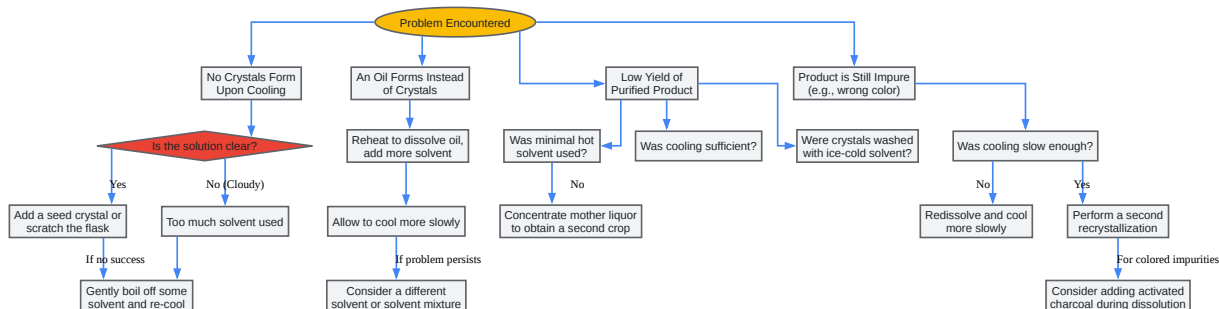 Problem Encountered
No Crystals Form
Upon Cooling
An Oil Forms Instead
of Crystals
Low Yield of
Purified Product
Product is Still Impure
(e.g., wrong color)
Is the solution clear?
Reheat to dissolve oil,
add more solvent
Was minimal hot
solvent used?
Was cooling sufficient?
Were crystals washed
with ice-cold solvent?
Was cooling slow enough?
Yes
No (Cloudy)
No
No
Yes
Add a seed crystal or
scratch the flask
Too much solvent used
Allow to cool more slowly
Concentrate mother liquor
to obtain a second crop
Redissolve and cool
more slowly
Perform a second
recrystallization
If no success
If problem persists
For colored impurities
Gently boil off some
solvent and re-cool
Consider a different
solvent or solvent mixture
Consider adding activated
charcoal during dissolution